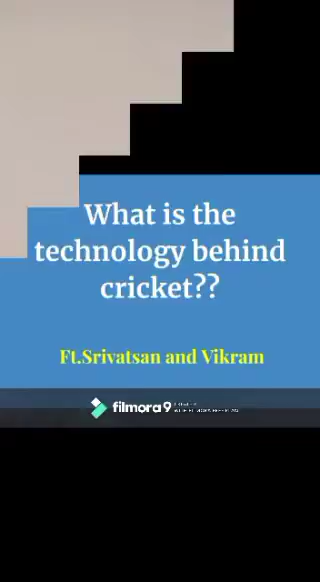 What is the
technology behind
cricket??
Ft.Srivatsan and Vikram
filmora9